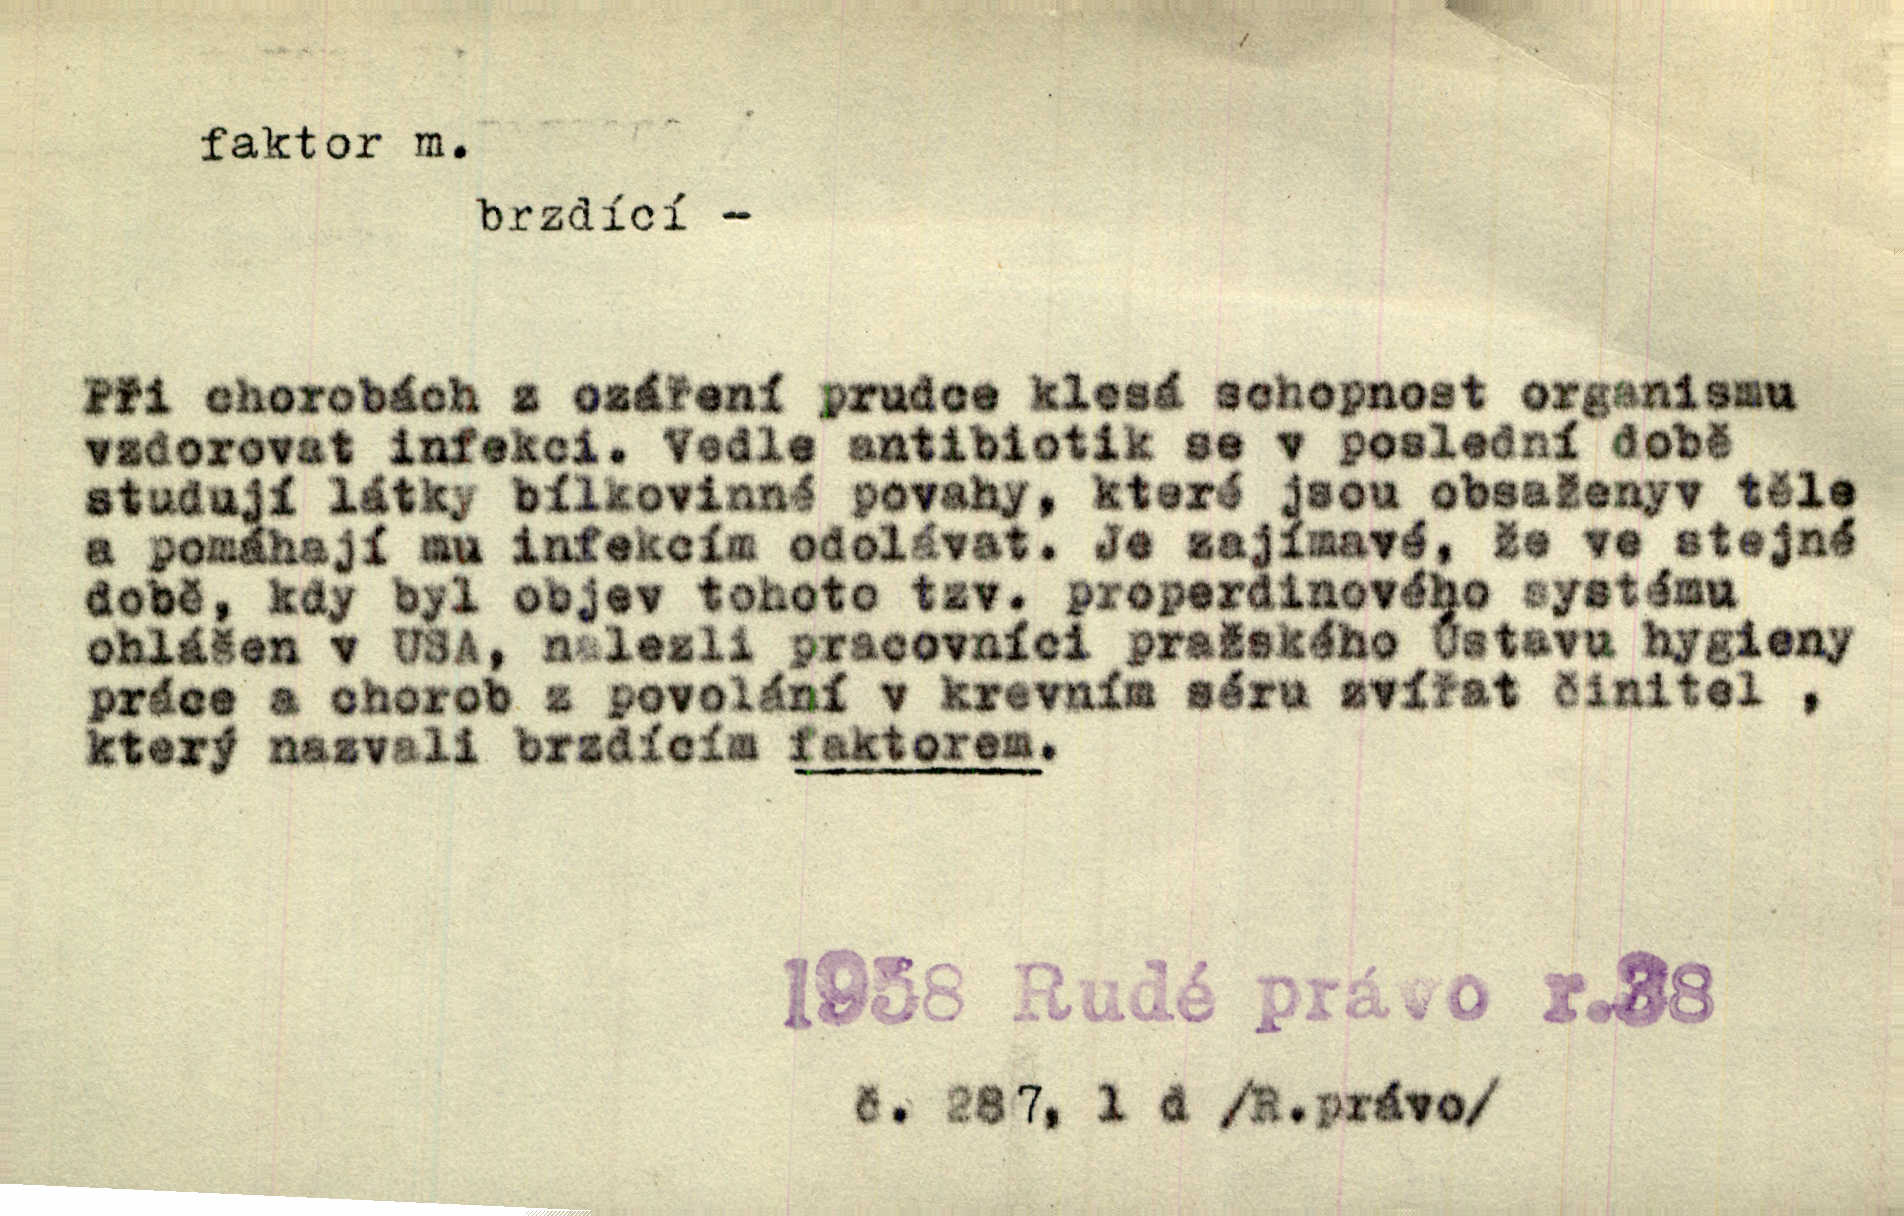 faktor m.
brzdící -
Při chorobách z ozáření prudce klesá schopnost organismu
vzdorovat infekci. Vedle antibiotik se v poslední době
studují látky bílkovinné povahy, které jsou obsaženyv těle
a pomáhají mu infekcím odolávat. Je zajímavé, že ve stejné
době, kdy byl objev tohoto tzv. properdinového systému
ohlášen v USA, nalezli pracovníci pražského Ústavu hygieny
práce a chorob z povolání v krevním séru zvířat činitel ,
který nazvali brzdícím faktorem.
1958 Rudé právo r.38
č. 287, 1 d /R.právo/